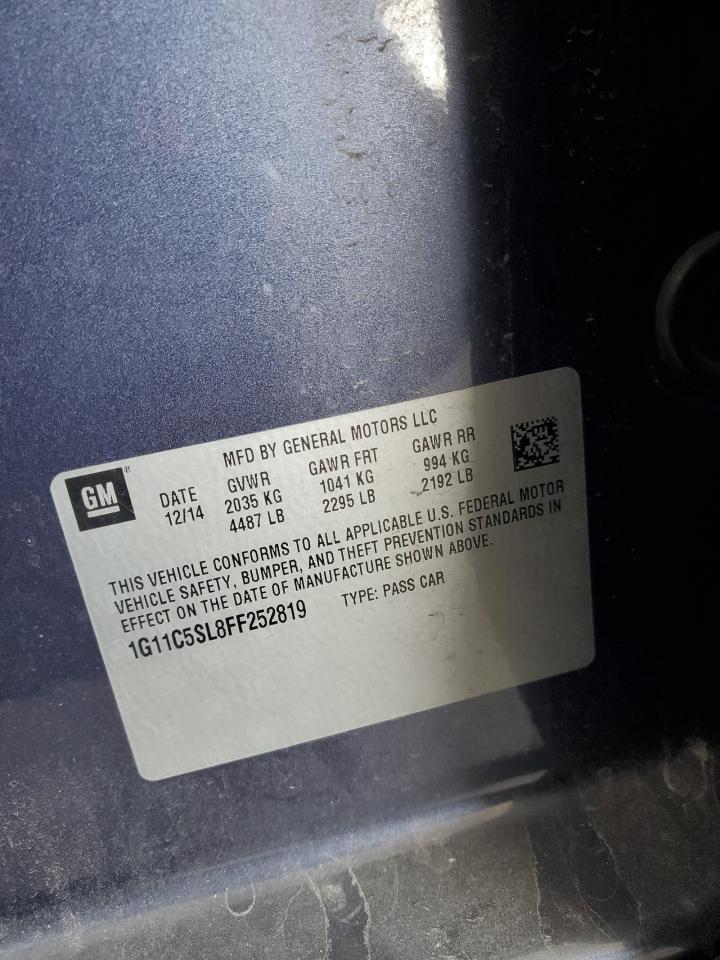 GM®
MFD BY GENERAL MOTORS LLC
DATE GVWR GAWR FRT GAWR RR
12/14 2035 KG 1041 KG 994 KG
4487 LB 2295 LB 2192 LB
THIS VEHICLE CONFORMS TO ALL APPLICABLE U.S. FEDERAL MOTOR
VEHICLE SAFETY, BUMPER, AND THEFT PREVENTION STANDARDS IN
EFFECT ON THE DATE OF MANUFACTURE SHOWN ABOVE.
1G11C5SL8FF252819 TYPE: PASS CAR